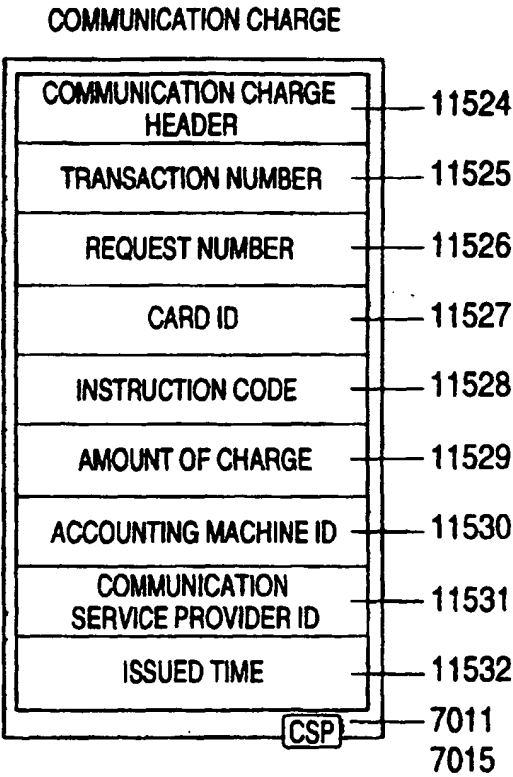 COMMUNICATION CHARGE
COMMUNICATION CHARGE
HEADER
11524
TRANSACTION NUMBER
11525
REQUEST NUMBER
11526
CARD ID
11527
INSTRUCTION CODE
11528
AMOUNT OF CHARGE
11529
ACCOUNTING MACHINE ID
11530
COMMUNICATION
SERVICE PROVIDER ID
11531
ISSUED TIME
11532
CSP
7011
7015